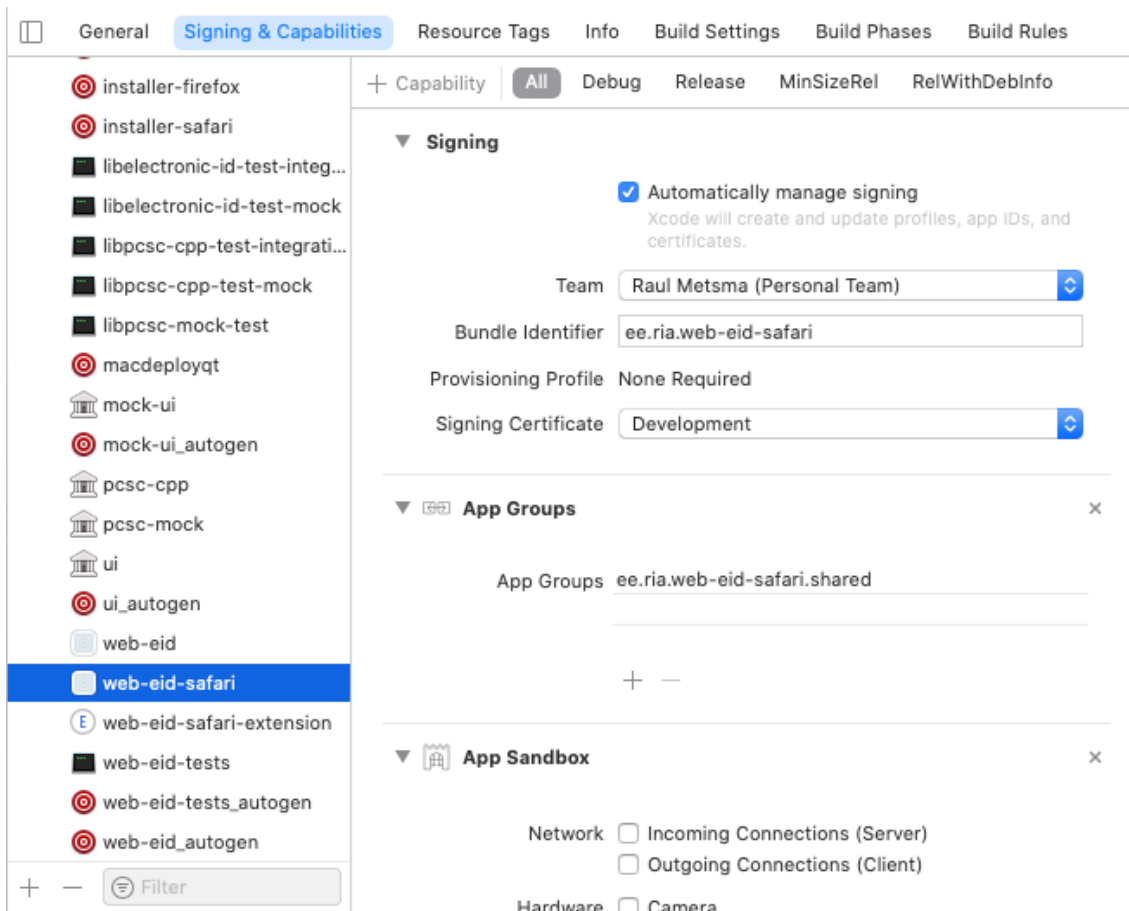 General Signing & Capabilities Resource Tags Info Build Settings Build Phases Build Rules
installer-firefox
installer-safari
libelectronic-id-test-integ...
libelectronic-id-test-mock
libpcsc-cpp-test-integrati...
libpcsc-cpp-test-mock
libpcsc-mock-test
macdeployqt
mock-ui
mock-ui_autogen
pcsc-cpp
pcsc-mock
ui
ui_autogen
web-eid
web-eid-safari
E web-eid-safari-extension
web-eid-tests
web-eid-tests_autogen
web-eid_autogen
+ − Filter
+ Capability All Debug Release MinSizeRel RelWithDebInfo
Signing
Automatically manage signing
Xcode will create and update profiles, app IDs, and
certificates.
Team Raul Metsma (Personal Team)
Bundle Identifier ee.ria.web-eid-safari
Provisioning Profile None Required
Signing Certificate Development
App Groups ×
App Groups ee.ria.web-eid-safari.shared
+ −
App Sandbox ×
Network Incoming Connections (Server)
Outgoing Connections (Client)
Hardware Camera